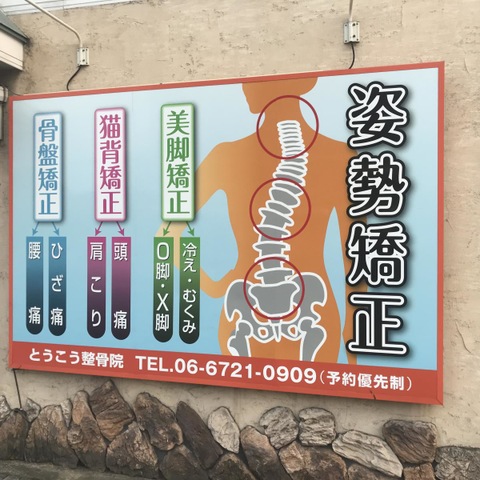 姿勢矯正
美脚矯正
冷え・むくみ
O脚・X脚
猫背矯正
頭痛
肩こり
骨盤矯正
ひざ痛
腰痛
とうこう整骨院 TEL.06-6721-0909(予約優先制)